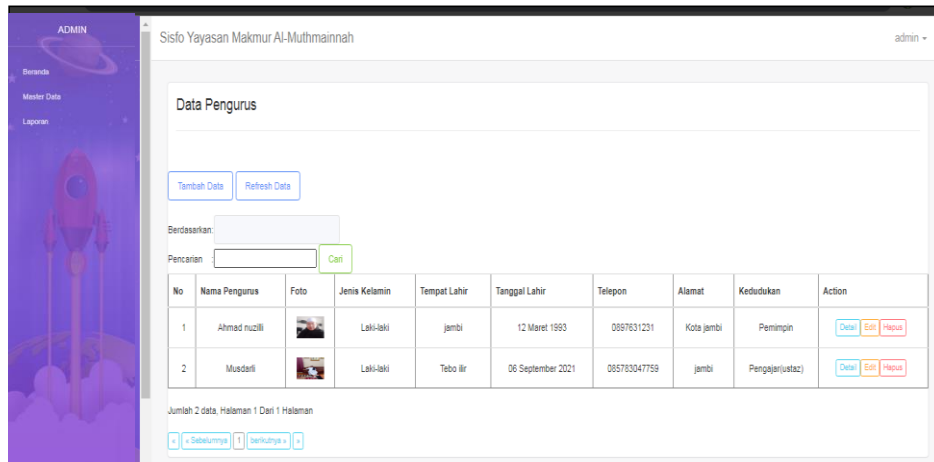 ADMIN
Beranda
Master Data
Laporan
Sisfo Yayasan Makmur Al-Muthmainnah
admin
Data Pengurus
Tambah Data Refresh Data
Berdasarkan:
Pencarian : Cari
No Nama Pengurus Foto Jenis Kelamin Tempat Lahir Tanggal Lahir Telepon Alamat Kedudukan Action
1 Ahmad nuzilli Laki-laki jambi 12 Maret 1993 0897631231 Kota jambi Pemimpin Detail Edit Hapus
2 Musdarli Laki-laki Tebo ilir 06 September 2021 085783047759 jambi Pengajar(ustaz) Detail Edit Hapus
Jumlah 2 data, Halaman 1 Dari 1 Halaman
« « Sebelumnya 1 berikutnya » »